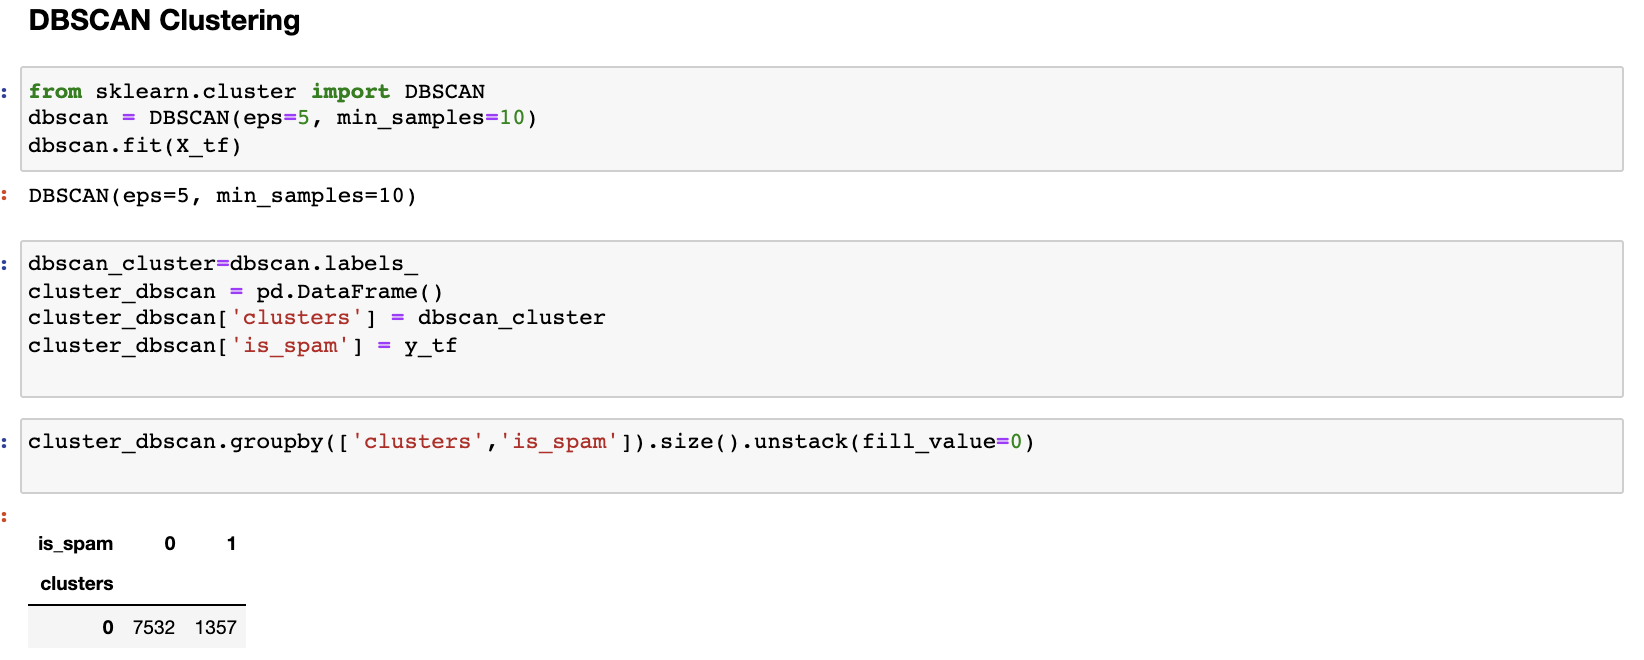 DBSCAN Clustering
:
from sklearn.cluster import DBSCAN
dbscan = DBSCAN(eps=5, min_samples=10)
dbscan.fit(X_tf)
:
DBSCAN(eps=5, min_samples=10)
:
dbscan_cluster=dbscan.labels_
cluster_dbscan = pd.DataFrame()
cluster_dbscan['clusters'] = dbscan_cluster
cluster_dbscan['is_spam'] = y_tf
:
cluster_dbscan.groupby(['clusters','is_spam']).size().unstack(fill_value=0)
:
is_spam 0 1
clusters
0 7532 1357